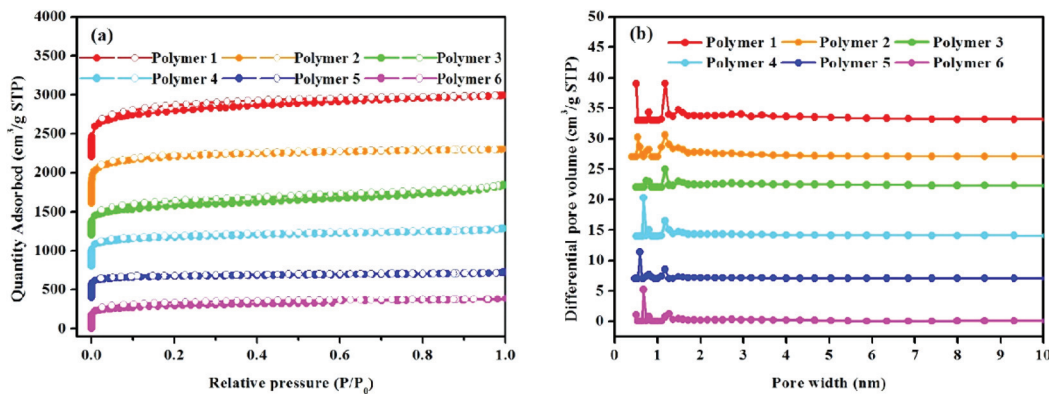 (a)
Polymer 1 Polymer 2 Polymer 3
Polymer 4 Polymer 5 Polymer 6
4000
3500
3000
2500
2000
1500
1000
500
0
0.0 0.2 0.4 0.6 0.8 1.0
Quantity Adsorbed (cm³/g STP)
Relative pressure (P/P₀)
(b)
Polymer 1 Polymer 2 Polymer 3
Polymer 4 Polymer 5 Polymer 6
50
45
40
35
30
25
20
15
10
5
0
0 1 2 3 4 5 6 7 8 9 10
Differential pore volume (cm³/g STP)
Pore width (nm)